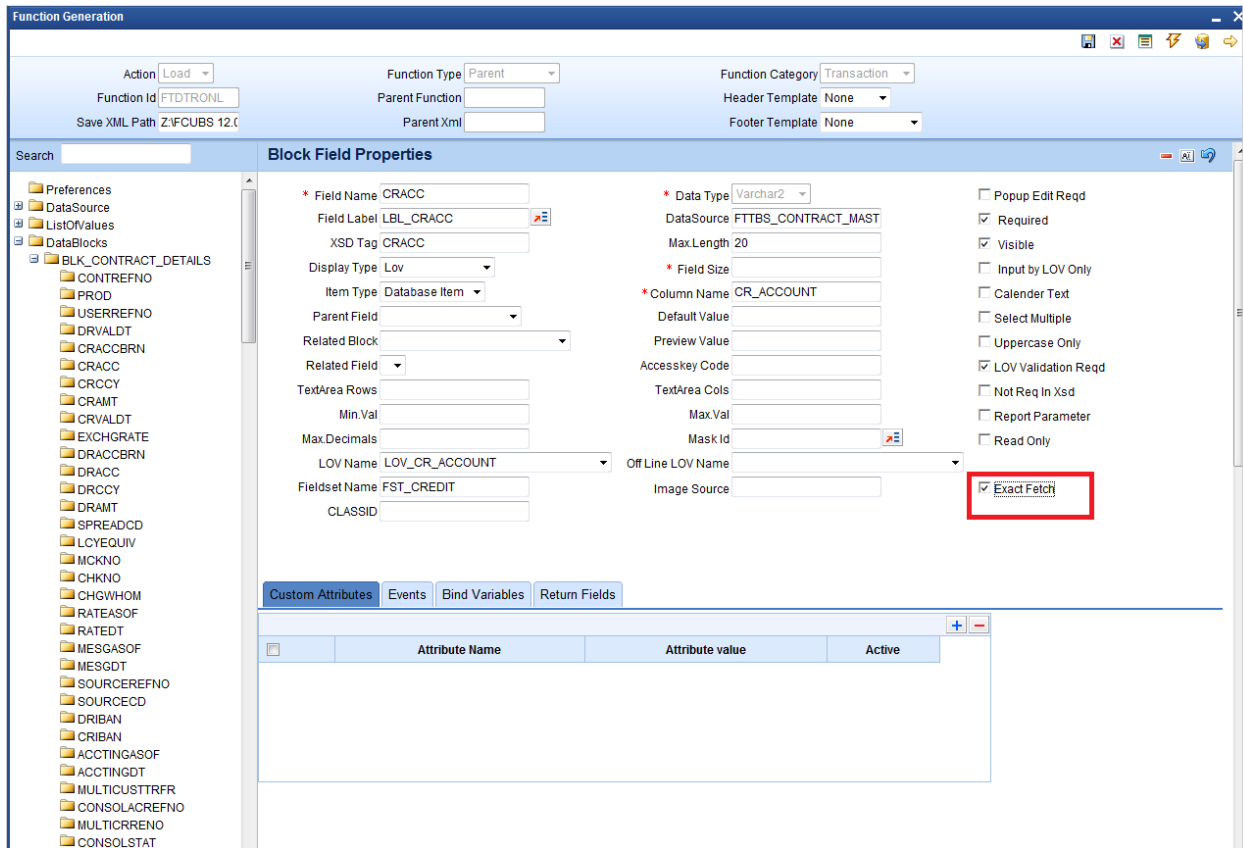 Function Generation
Action Load Function Type Parent Function Category Transaction
Function Id FTDTRONL Parent Function Header Template None
Save XML Path Z:\FCUBS 12.0 Parent Xml Footer Template None
Search Block Field Properties
Preferences
DataSource
ListOfValues
DataBlocks
BLK_CONTRACT_DETAILS
CONTREFNO
PROD
USERREFNO
DRVALDT
CRACCBRN
CRACC
CRCCY
CRAMT
CRVALDT
EXCHGRATE
DRACCBRN
DRACC
DRCCY
DRAMT
SPREADCD
LCYEQUIV
MCKNO
CHKNO
CHGWHOM
RATEASOF
RATEDT
MESGASOF
MESGDT
SOURCEREFNO
SOURCECD
DRIBAN
CRIBAN
ACCTINGASOF
ACCTINGDT
MULTICUSTTRFR
CONSOLACREFNO
MULTICRRENO
CONSOLSTAT
* Field Name CRACC * Data Type Varchar2 Popup Edit Reqd
Field Label LBL_CRACC DataSource FTTBS_CONTRACT_MAST Required
XSD Tag CRACC Max.Length 20 Visible
Display Type Lov * Field Size Input by LOV Only
Item Type Database Item * Column Name CR_ACCOUNT Calender Text
Parent Field Default Value Select Multiple
Related Block Preview Value Uppercase Only
Related Field Accesskey Code LOV Validation Reqd
TextArea Rows TextArea Cols Not Req In Xsd
Min.Val Max.Val Report Parameter
Max.Decimals Mask Id Read Only
LOV Name LOV_CR_ACCOUNT Off Line LOV Name
Fieldset Name FST_CREDIT Image Source Exact Fetch
CLASSID
Custom Attributes Events Bind Variables Return Fields
Attribute Name Attribute value Active